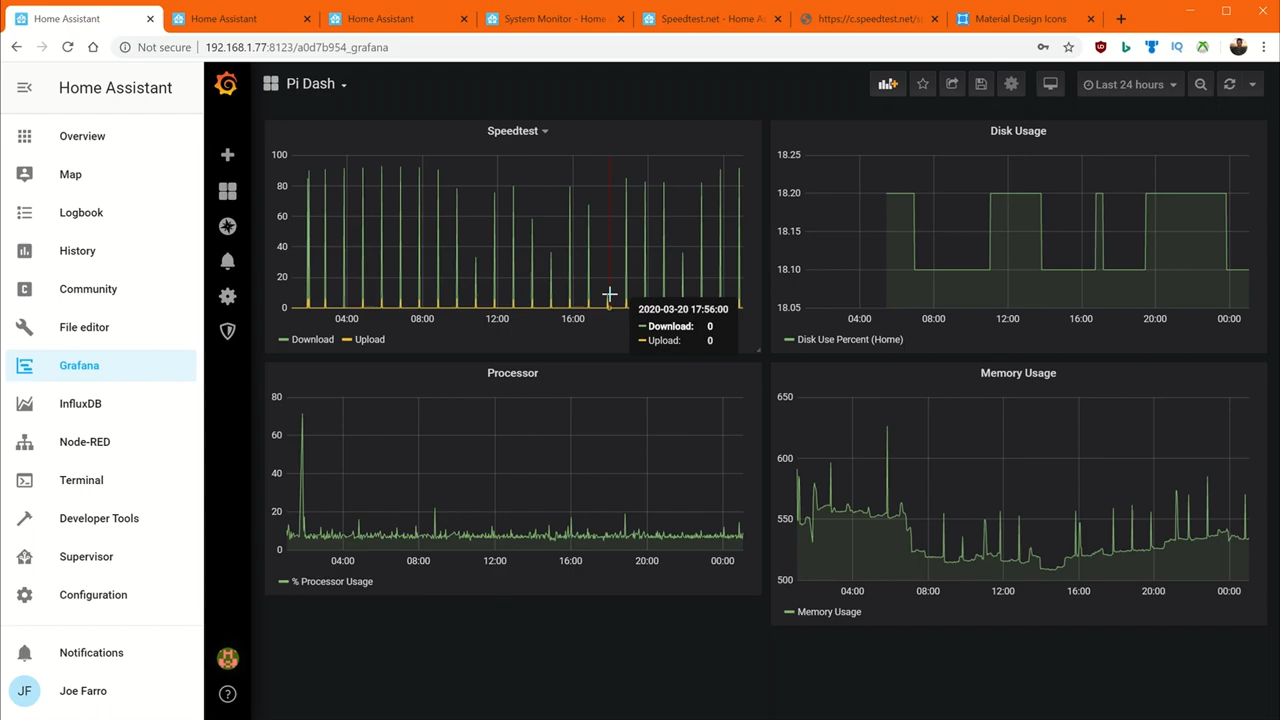 Home Assistant
Home Assistant
Home Assistant
System Monitor - Home
Speedtest.net - Home As
https://c.speedtest.net/s
Material Design Icons
Not secure
192.168.1.77:8123/a0d7b954_grafana
Home Assistant
Overview
Map
Logbook
History
Community
File editor
Grafana
InfluxDB
Node-RED
Terminal
Developer Tools
Supervisor
Configuration
Notifications
JF
Joe Farro
Pi Dash
Last 24 hours
Speedtest
100
80
60
40
20
0
04:00 08:00 12:00 16:00
Download Upload
2020-03-20 17:56:00
Download: 0
Upload: 0
Disk Usage
18.25
18.20
18.15
18.10
18.05
04:00 08:00 12:00 16:00 20:00 00:00
Disk Use Percent (Home)
Processor
80
60
40
20
0
04:00 08:00 12:00 16:00 20:00 00:00
% Processor Usage
Memory Usage
650
600
550
500
04:00 08:00 12:00 16:00 20:00 00:00
Memory Usage